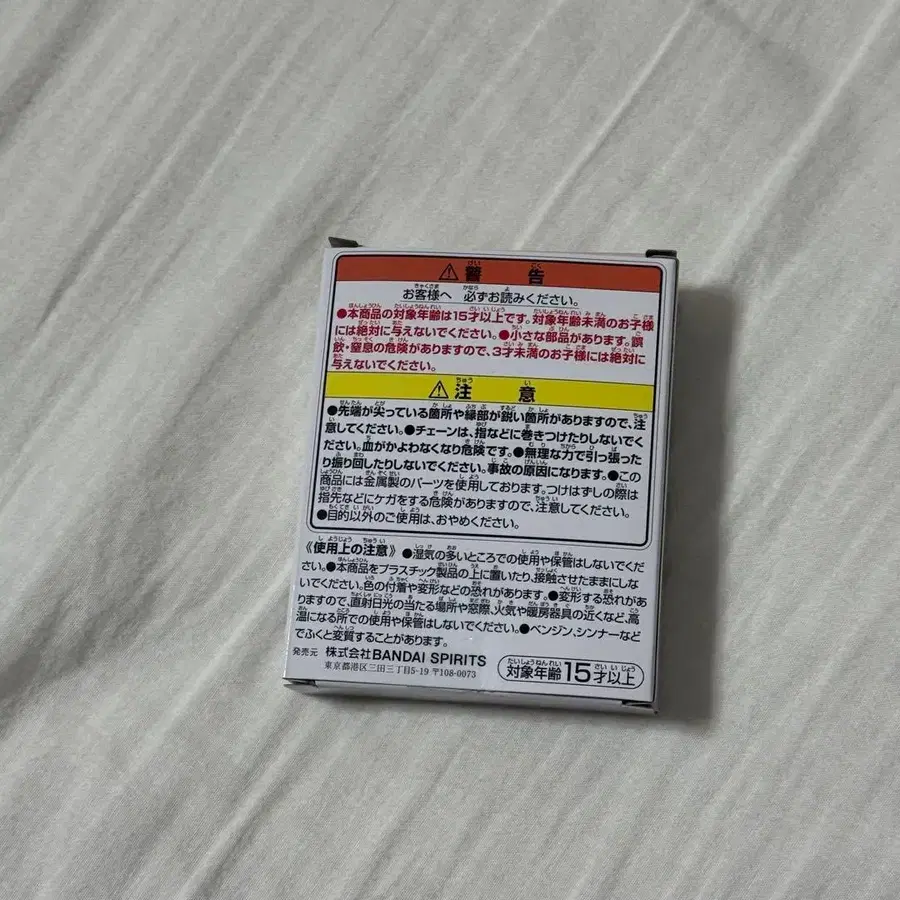 ⚠警告
お客様へ 必ずお読みください。
●本商品の対象年齢は15才以上です。対象年齢未満のお子様
には絶対に与えないでください。●小さな部品があります。誤
飲・窒息の危険がありますので、3才未満のお子様には絶対に
与えないでください。
⚠注意
●先端が尖っている箇所や縁部が鋭い箇所がありますので、注
意してください。●チェーンは、指などに巻きつけたりしないでく
ださい。血がかよわなくなり危険です。●無理な力で引っ張った
り振り回したりしないでください。事故の原因になります。●この
商品には金属製のパーツを使用しております。つけはずしの際は
指先などにケガをする危険がありますので、注意してください。
●目的以外のご使用は、おやめください。
《使用上の注意》●湿気の多いところでの使用や保管はしないでくだ
さい。●本商品をプラスチック製品の上に置いたり、接触させたままにしな
いでください。色の付着や変形などの恐れがあります。●変形する恐れがあ
りますので、直射日光の当たる場所や窓際、火気や暖房器具の近くなど、高
温になる所での使用や保管はしないでください。●ベンジン、シンナーなど
でふくと変質することがあります。
発売元 株式会社BANDAI SPIRITS
東京都港区三田三丁目5-19 〒108-0073
対象年齢15才以上